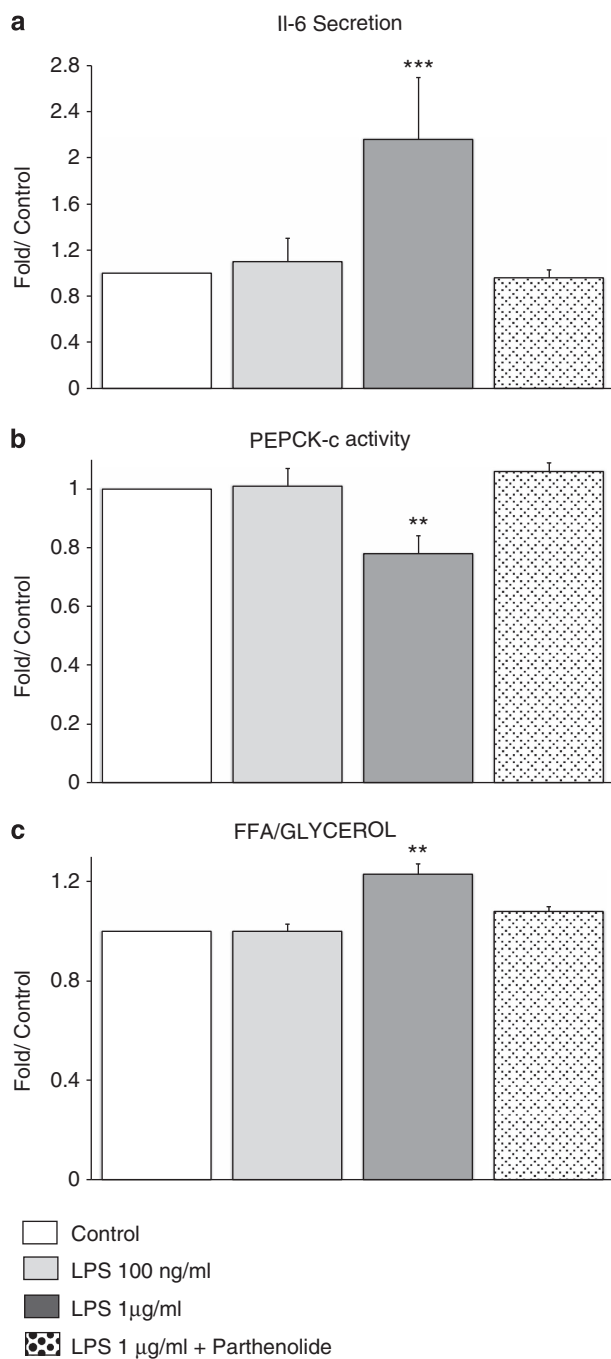 a
Il-6 Secretion
2.8
2.4
2
1.6
1.2
0.8
0.4
0
Fold/ Control
***
b
PEPCK-c activity
1
0.8
0.6
0.4
0.2
0
Fold/ Control
**
c
FFA/GLYCEROL
1.2
0.8
0.4
0
Fold/ Control
**
Control
LPS 100 ng/ml
LPS 1μg/ml
LPS 1 μg/ml + Parthenolide